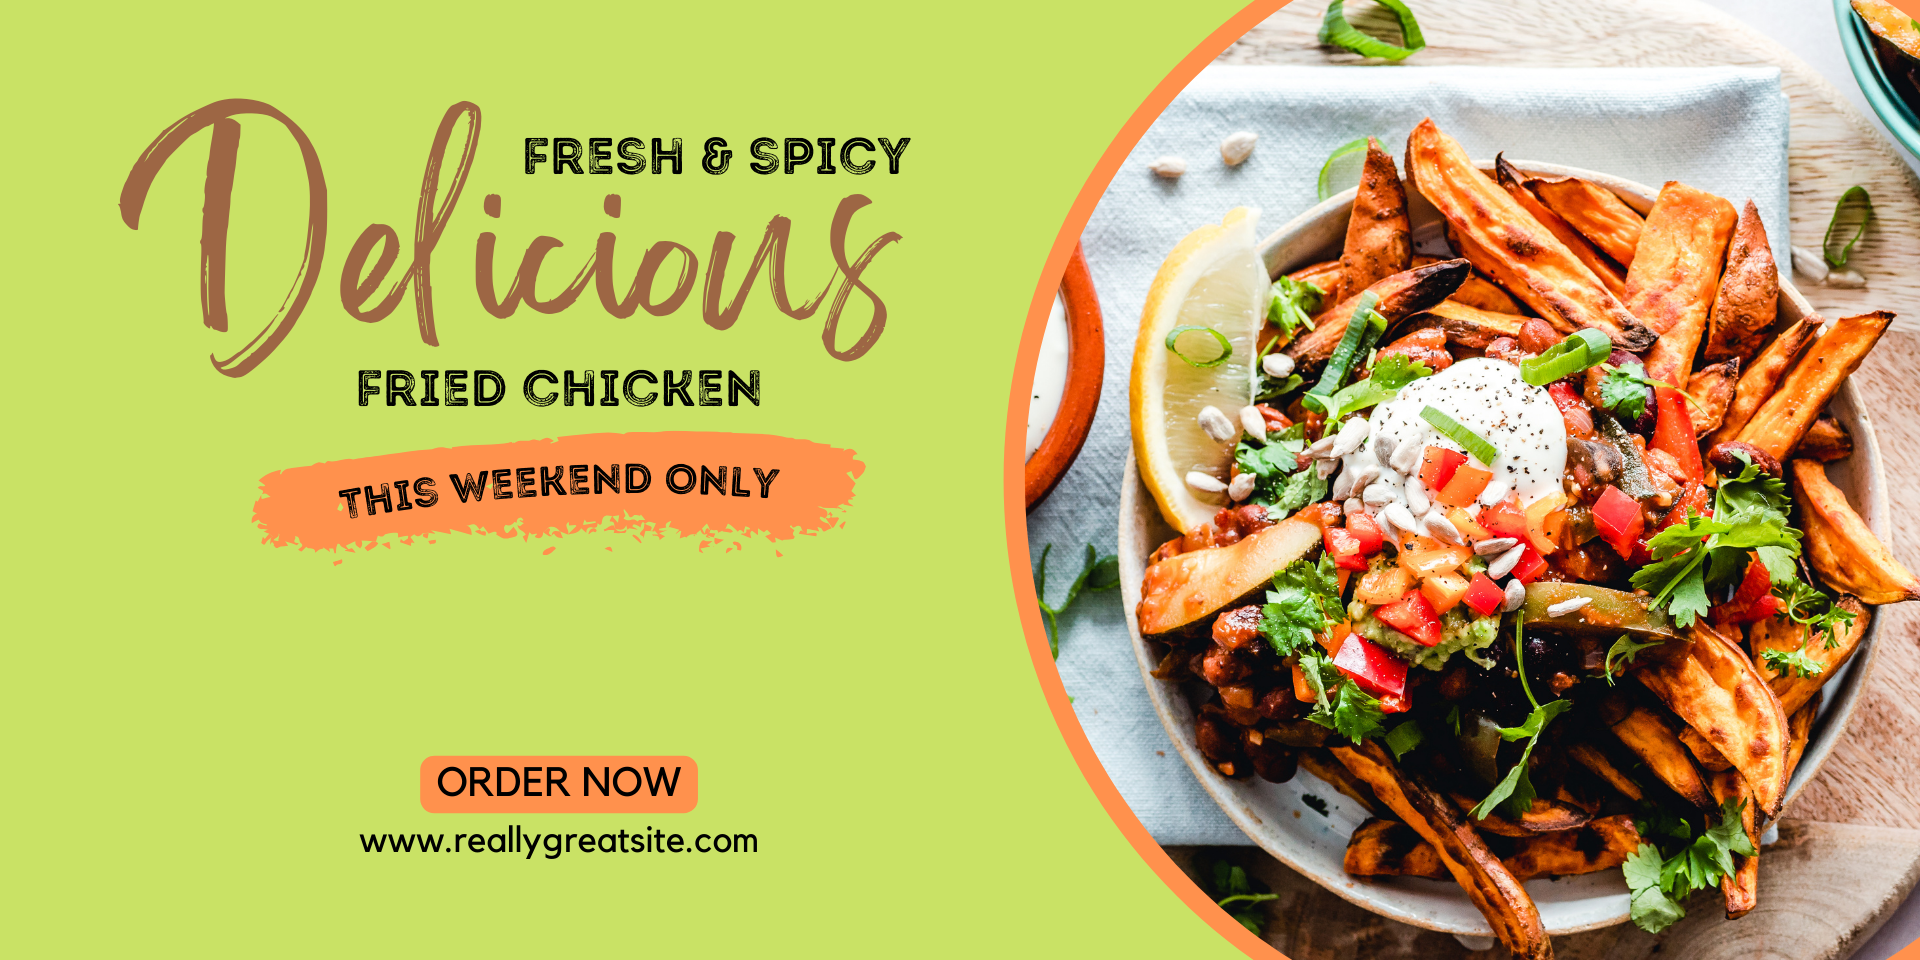 FRESH & SPICY
Delicious
FRIED CHICKEN
THIS WEEKEND ONLY
ORDER NOW
www.reallygreatsite.com